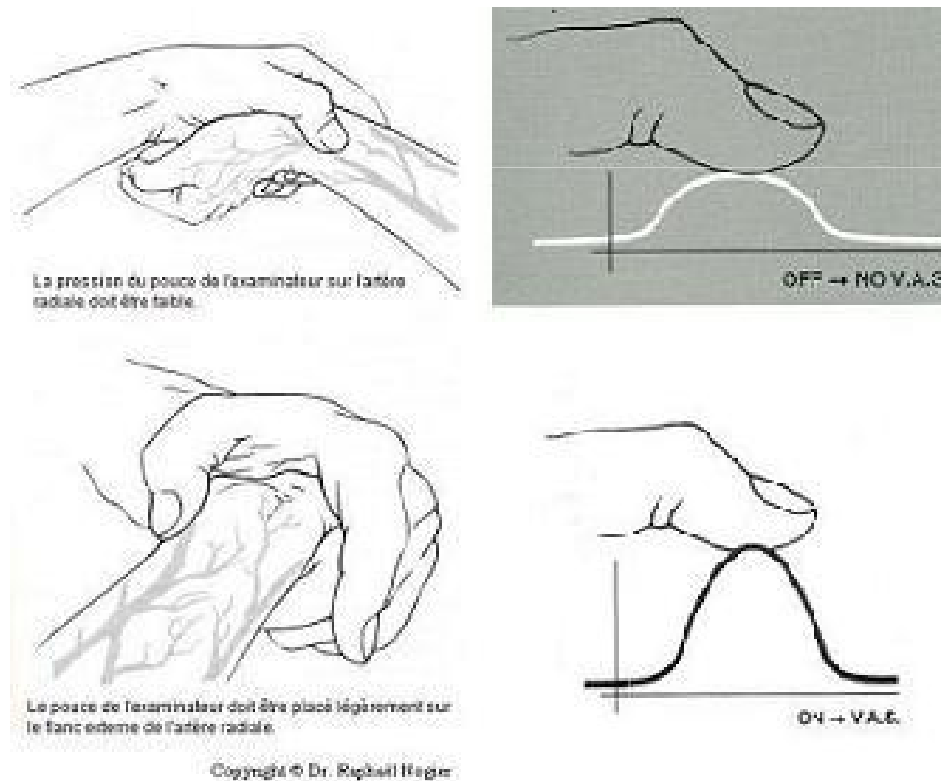 La pression du pouce de l'examinateur sur l'artère
radiale doit être faible.
OFF → NO V.A.S
Le pouce de l'examinateur doit être placé légèrement sur
le flanc externe de l'artère radiale.
ON → V.A.S.
Copyright © Dr. Raphaël Nogier